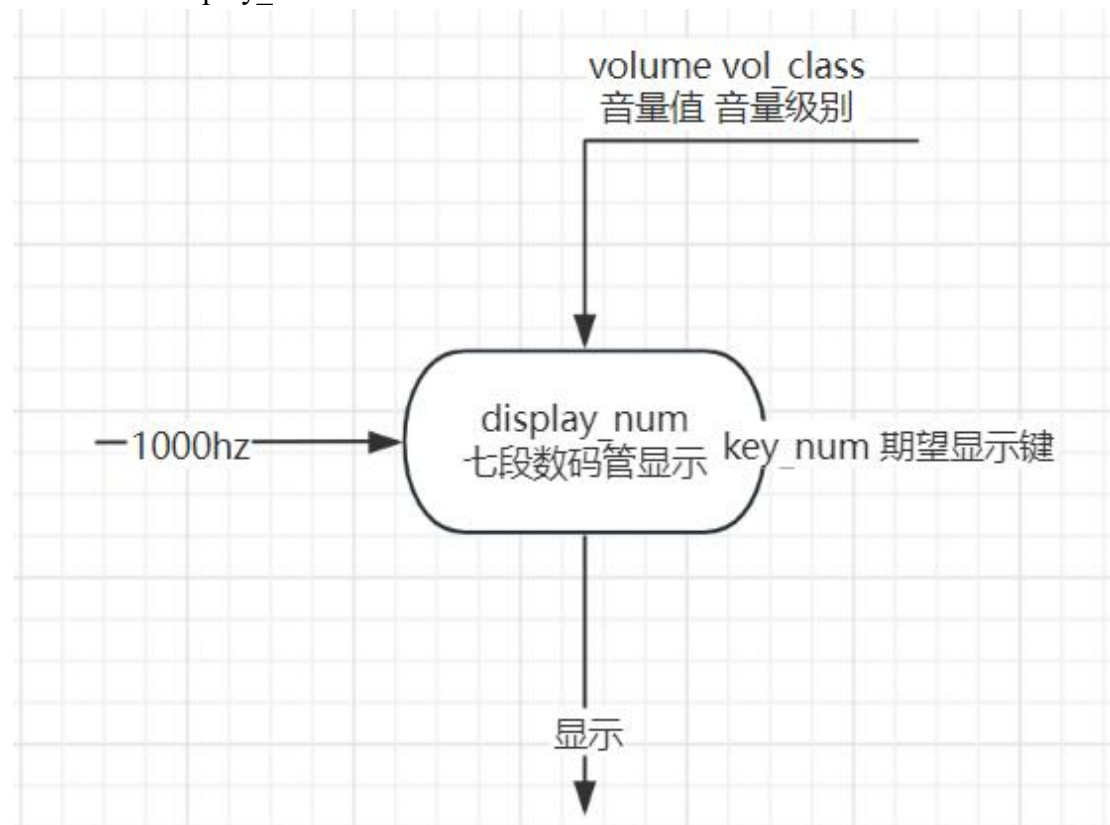 volume vol_class
音量值 音量级别
1000hz
display_num
七段数码管显示
key_num 期望显示键
显示